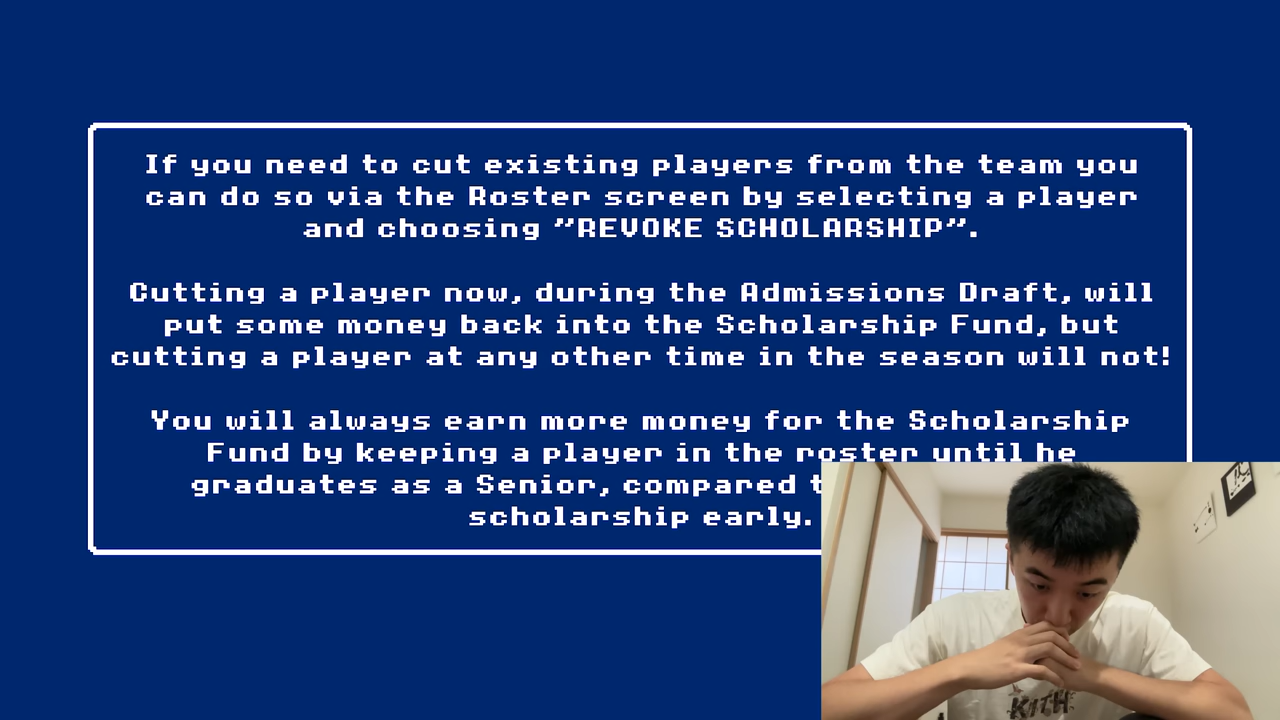 If you need to cut existing players from the team you
can do so via the Roster screen by selecting a player
and choosing "REVOKE SCHOLARSHIP".
Cutting a player now, during the Admissions Draft, will
put some money back into the Scholarship Fund, but
cutting a player at any other time in the season will not!
You will always earn more money for the Scholarship
Fund by keeping a player in the roster until he
graduates as a Senior, compared
scholarship early.
KITH